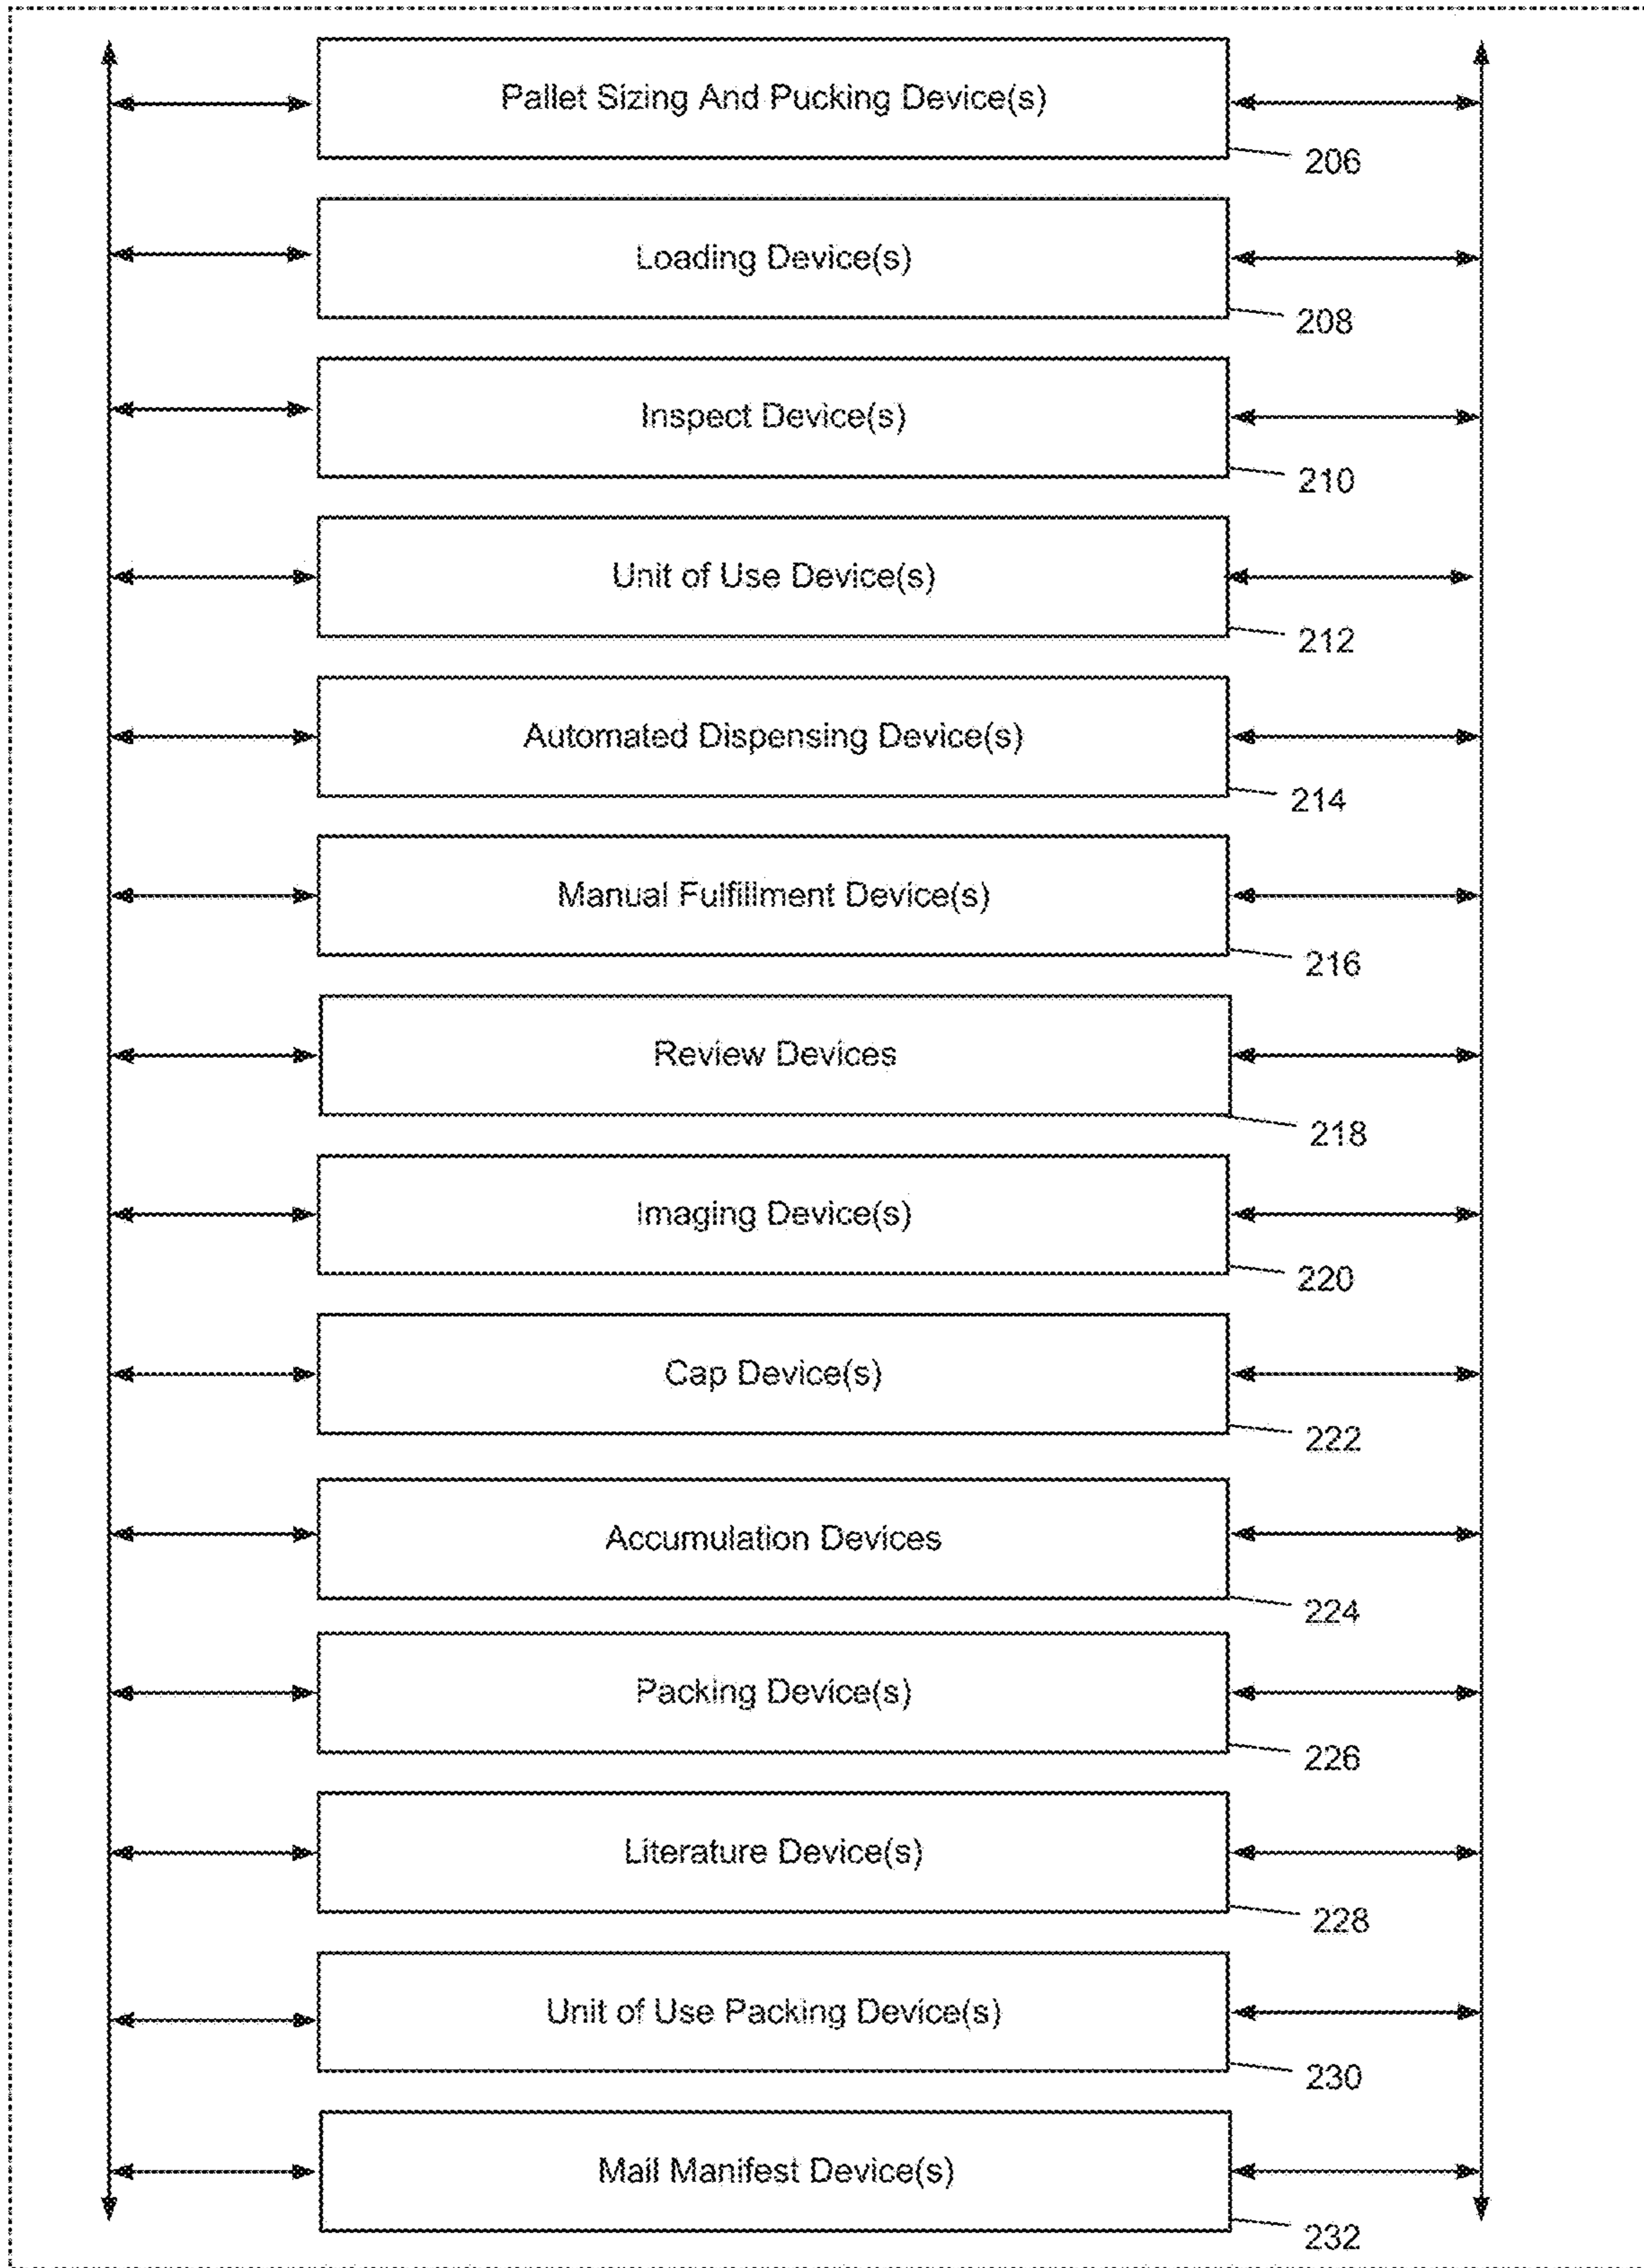 Pallet Sizing And Pucking Device(s)
206
Loading Device(s)
208
Inspect Device(s)
210
Unit of Use Device(s)
212
Automated Dispensing Device(s)
214
Manual Fulfillment Device(s)
216
Review Devices
218
Imaging Device(s)
220
Cap Device(s)
222
Accumulation Devices
224
Packing Device(s)
226
Literature Device(s)
228
Unit of Use Packing Device(s)
230
Mail Manifest Device(s)
232